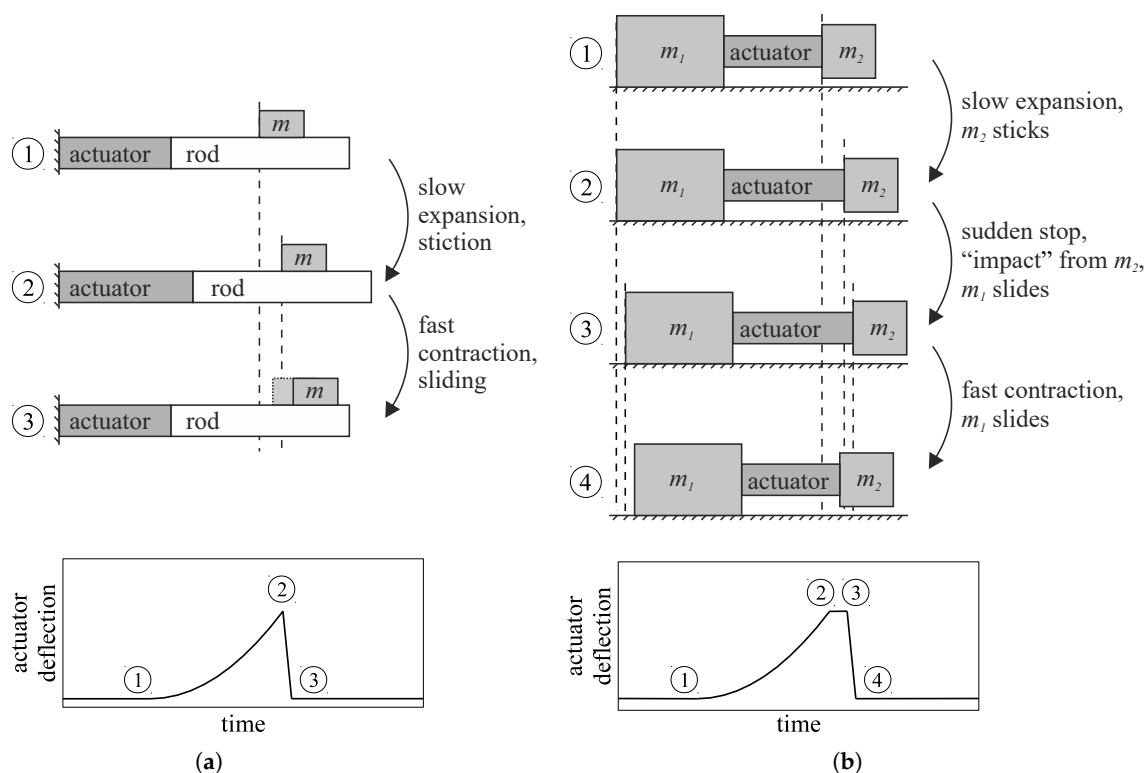 1
actuator
rod
m
slow
expansion,
stiction
2
actuator
rod
m
fast
contraction,
sliding
3
actuator
rod
m
actuator
deflection
1
2
3
time
(a)
1
m1
actuator
m2
slow expansion,
m2 sticks
2
m1
actuator
m2
sudden stop,
“impact” from m2,
m1 slides
3
m1
actuator
m2
fast contraction,
m1 slides
4
m1
actuator
m2
actuator
deflection
1
2
3
4
time
(b)